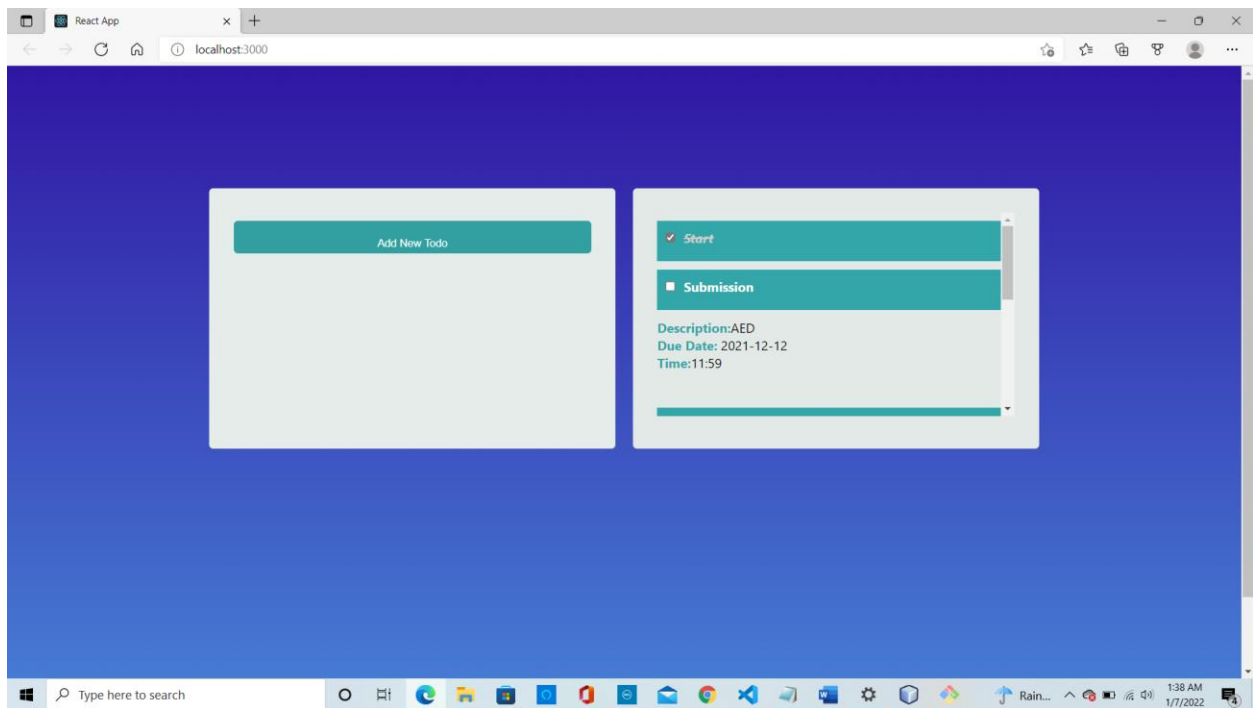 React App
localhost:3000
Add New Todo
Start
Submission
Description:AED
Due Date: 2021-12-12
Time:11:59
Type here to search
Rain...
1:38 AM
1/7/2022
4